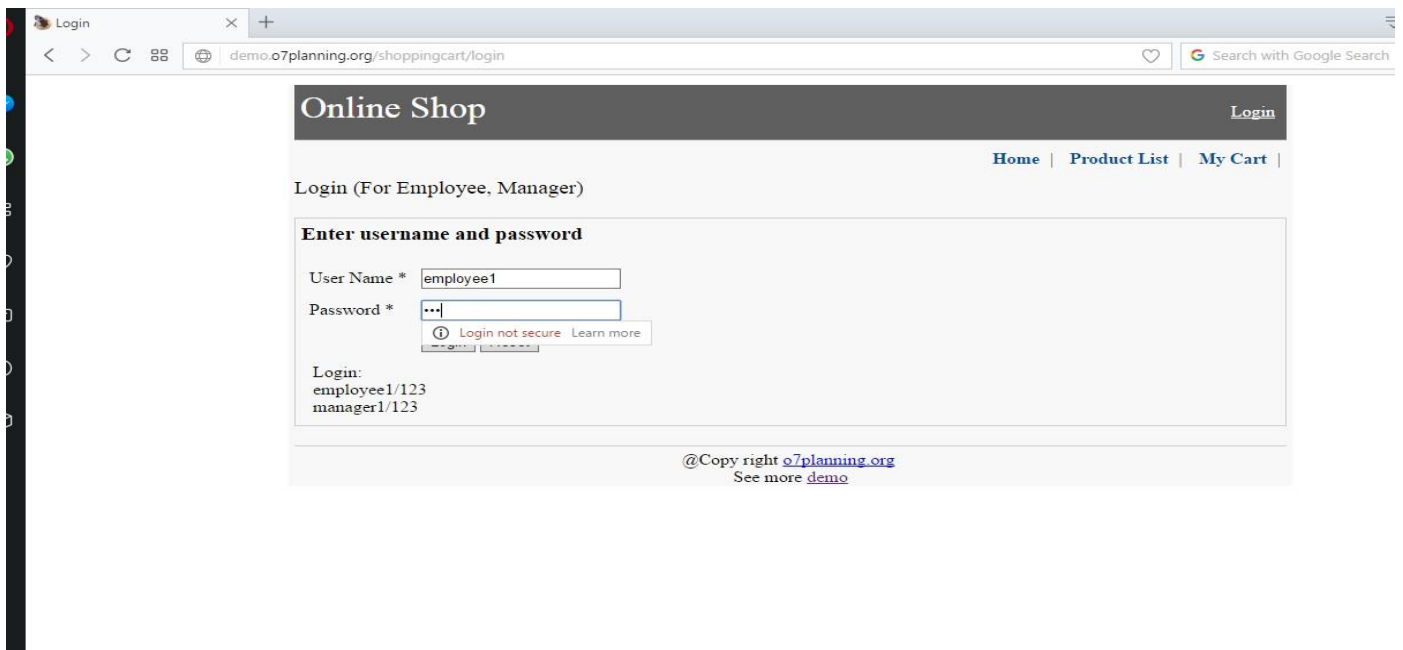 Login
demo.o7planning.org/shoppingcart/login
Search with Google Search
Online Shop
Login
Home | Product List | My Cart |
Login (For Employee, Manager)
Enter username and password
User Name * employee1
Password * •••
Login not secure Learn more
Login:
employee1/123
manager1/123
@Copy right o7planning.org
See more demo